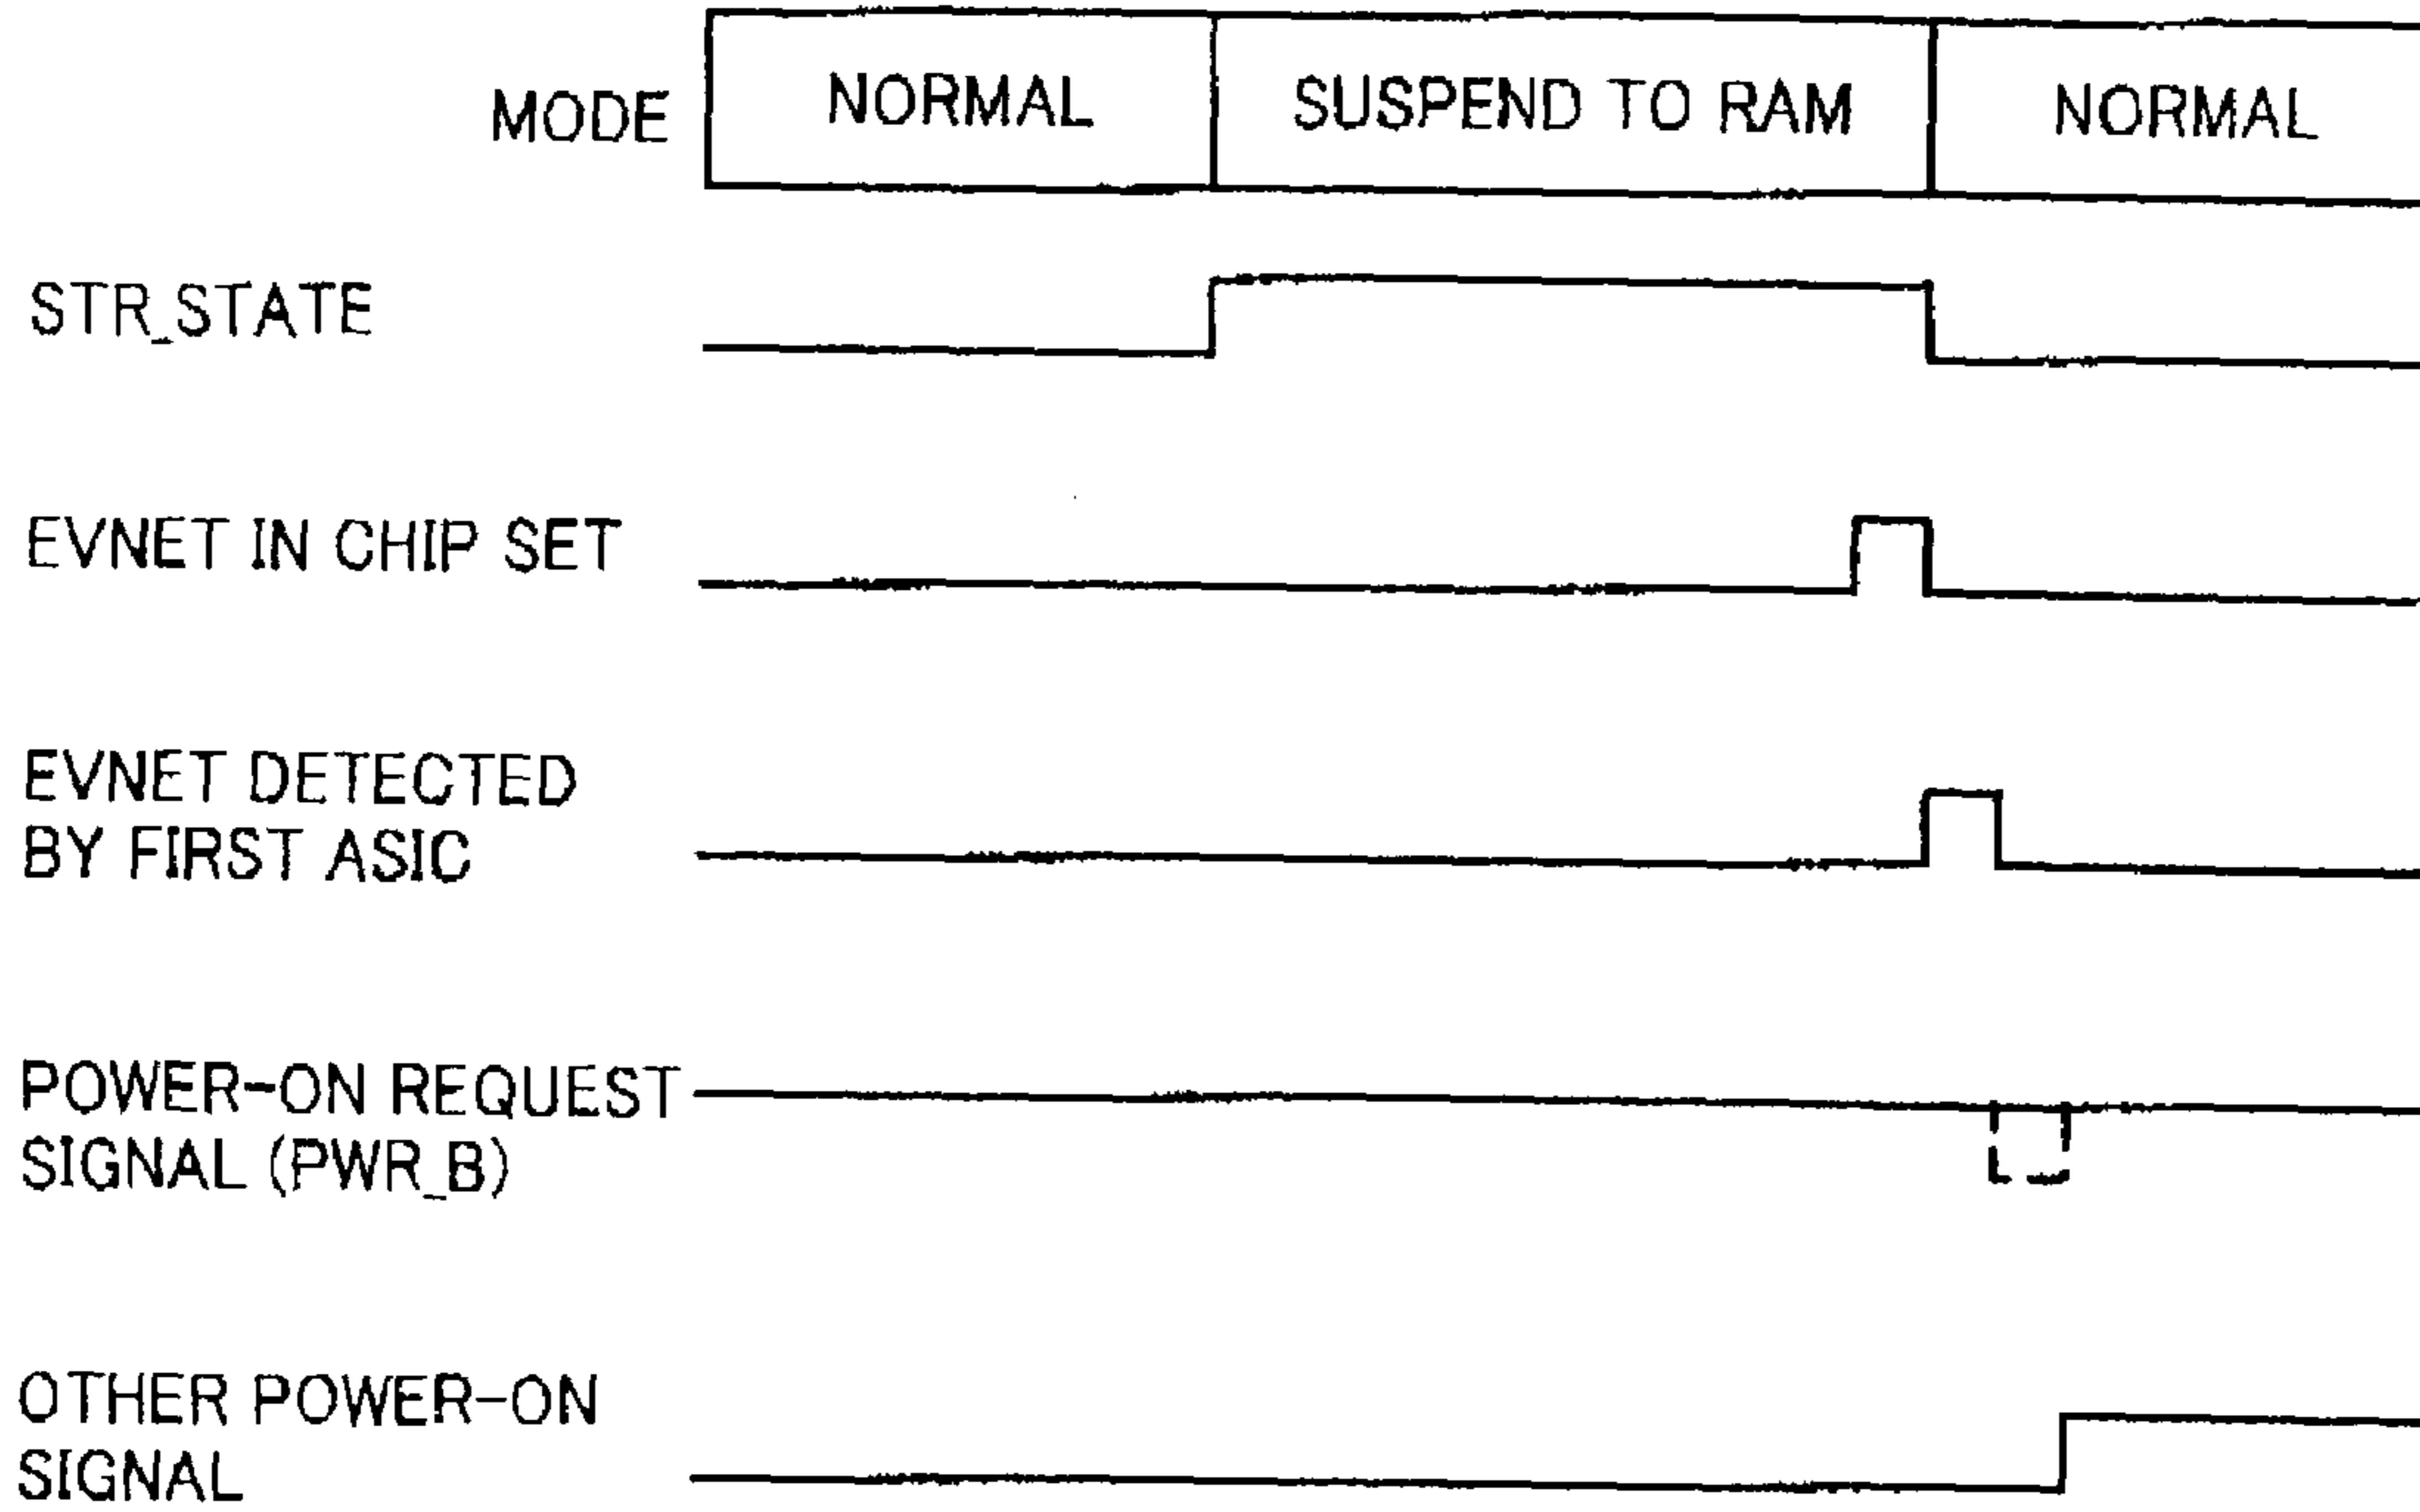 MODE NORMAL SUSPEND TO RAM NORMAL
STR_STATE
EVNET IN CHIP SET
EVNET DETECTED
BY FIRST ASIC
POWER-ON REQUEST
SIGNAL (PWR_B)
OTHER POWER-ON
SIGNAL